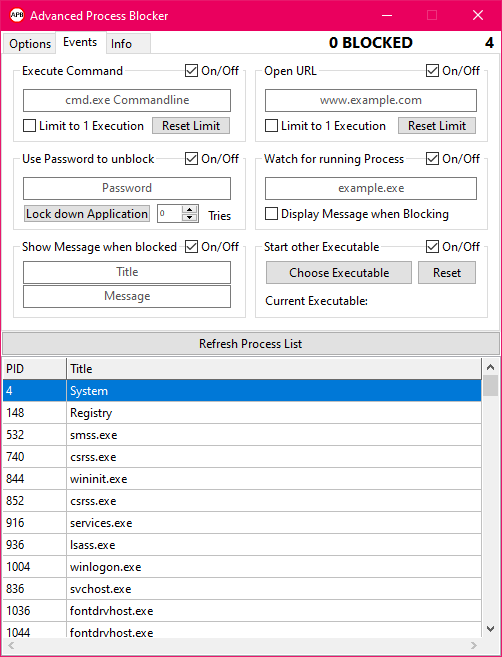 APB Advanced Process Blocker
Options Events Info 0 BLOCKED 4
Execute Command On/Off
cmd.exe Commandline
Limit to 1 Execution Reset Limit
Open URL On/Off
www.example.com
Limit to 1 Execution Reset Limit
Use Password to unblock On/Off
Password
Lock down Application 0 Tries
Watch for running Process On/Off
example.exe
Display Message when Blocking
Show Message when blocked On/Off
Title
Message
Start other Executable On/Off
Choose Executable Reset
Current Executable:
Refresh Process List
PID Title
4 System
148 Registry
532 smss.exe
740 csrss.exe
844 wininit.exe
852 csrss.exe
916 services.exe
936 lsass.exe
1004 winlogon.exe
836 svchost.exe
1036 fontdrvhost.exe
1044 fontdrvhost.exe